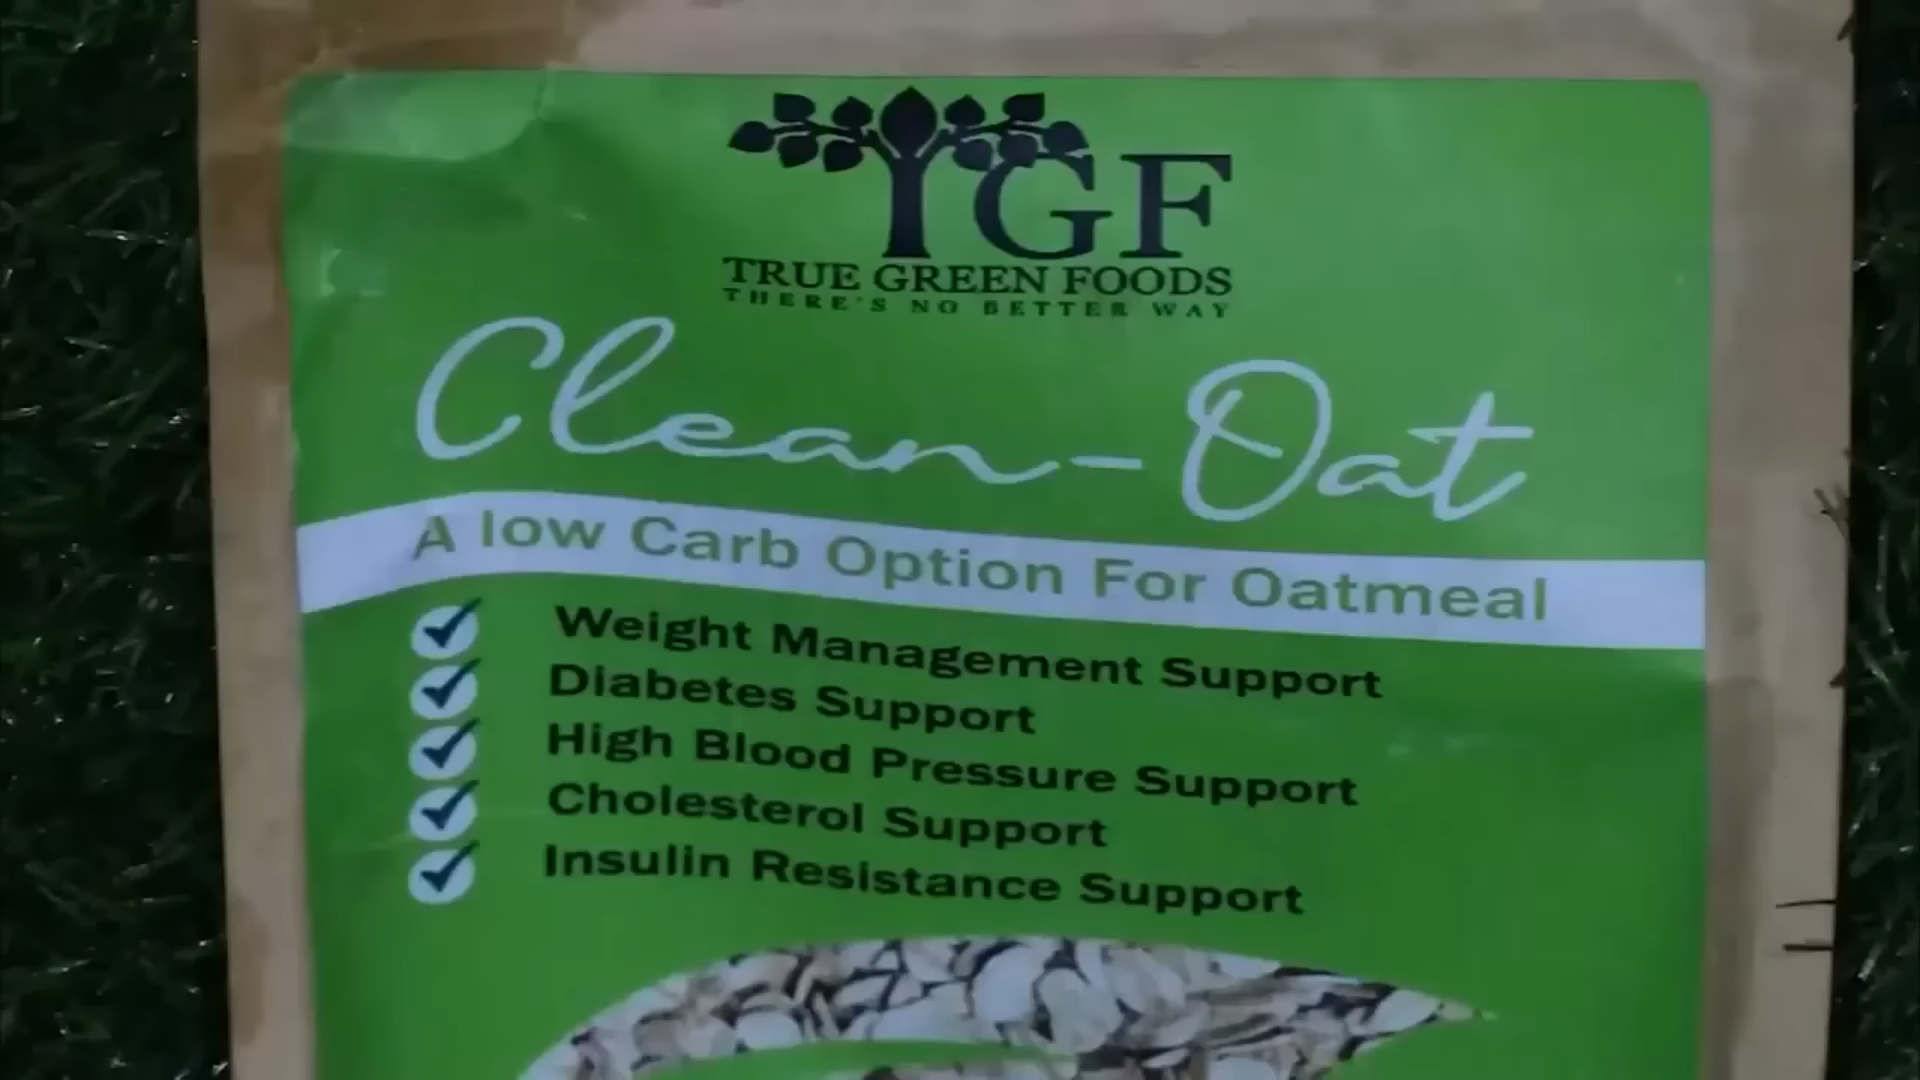 TGF
TRUE GREEN FOODS
THERE'S NO BETTER WAY
Clean-Oat
A low Carb Option For Oatmeal
Weight Management Support
Diabetes Support
High Blood Pressure Support
Cholesterol Support
Insulin Resistance Support